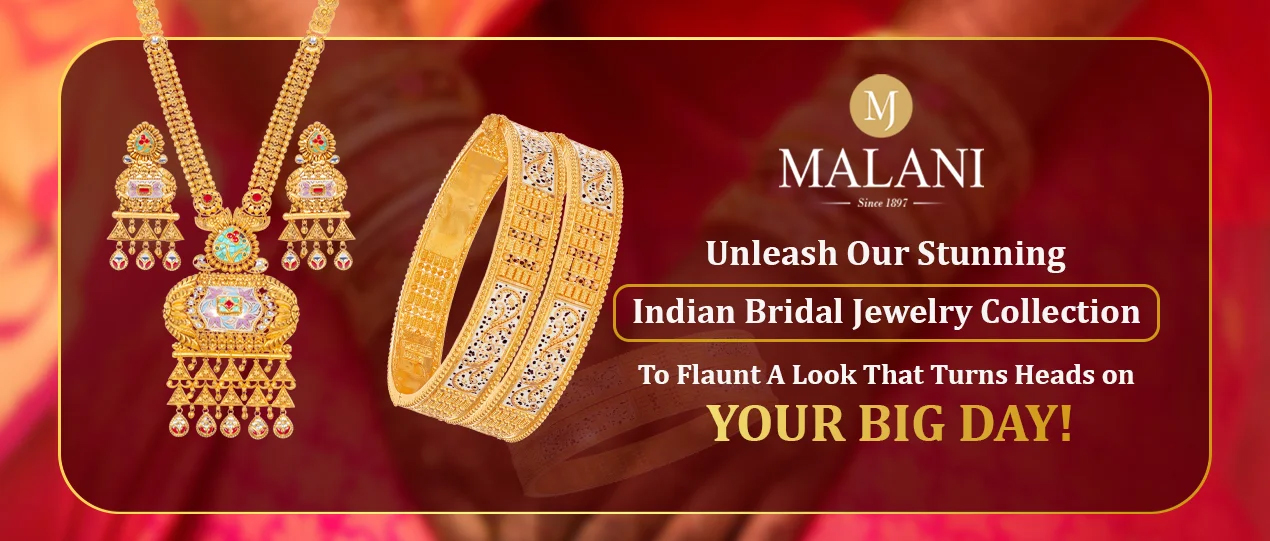 MJ
MALANI
Since 1897
Unleash Our Stunning
Indian Bridal Jewelry Collection
To Flaunt A Look That Turns Heads on
YOUR BIG DAY!